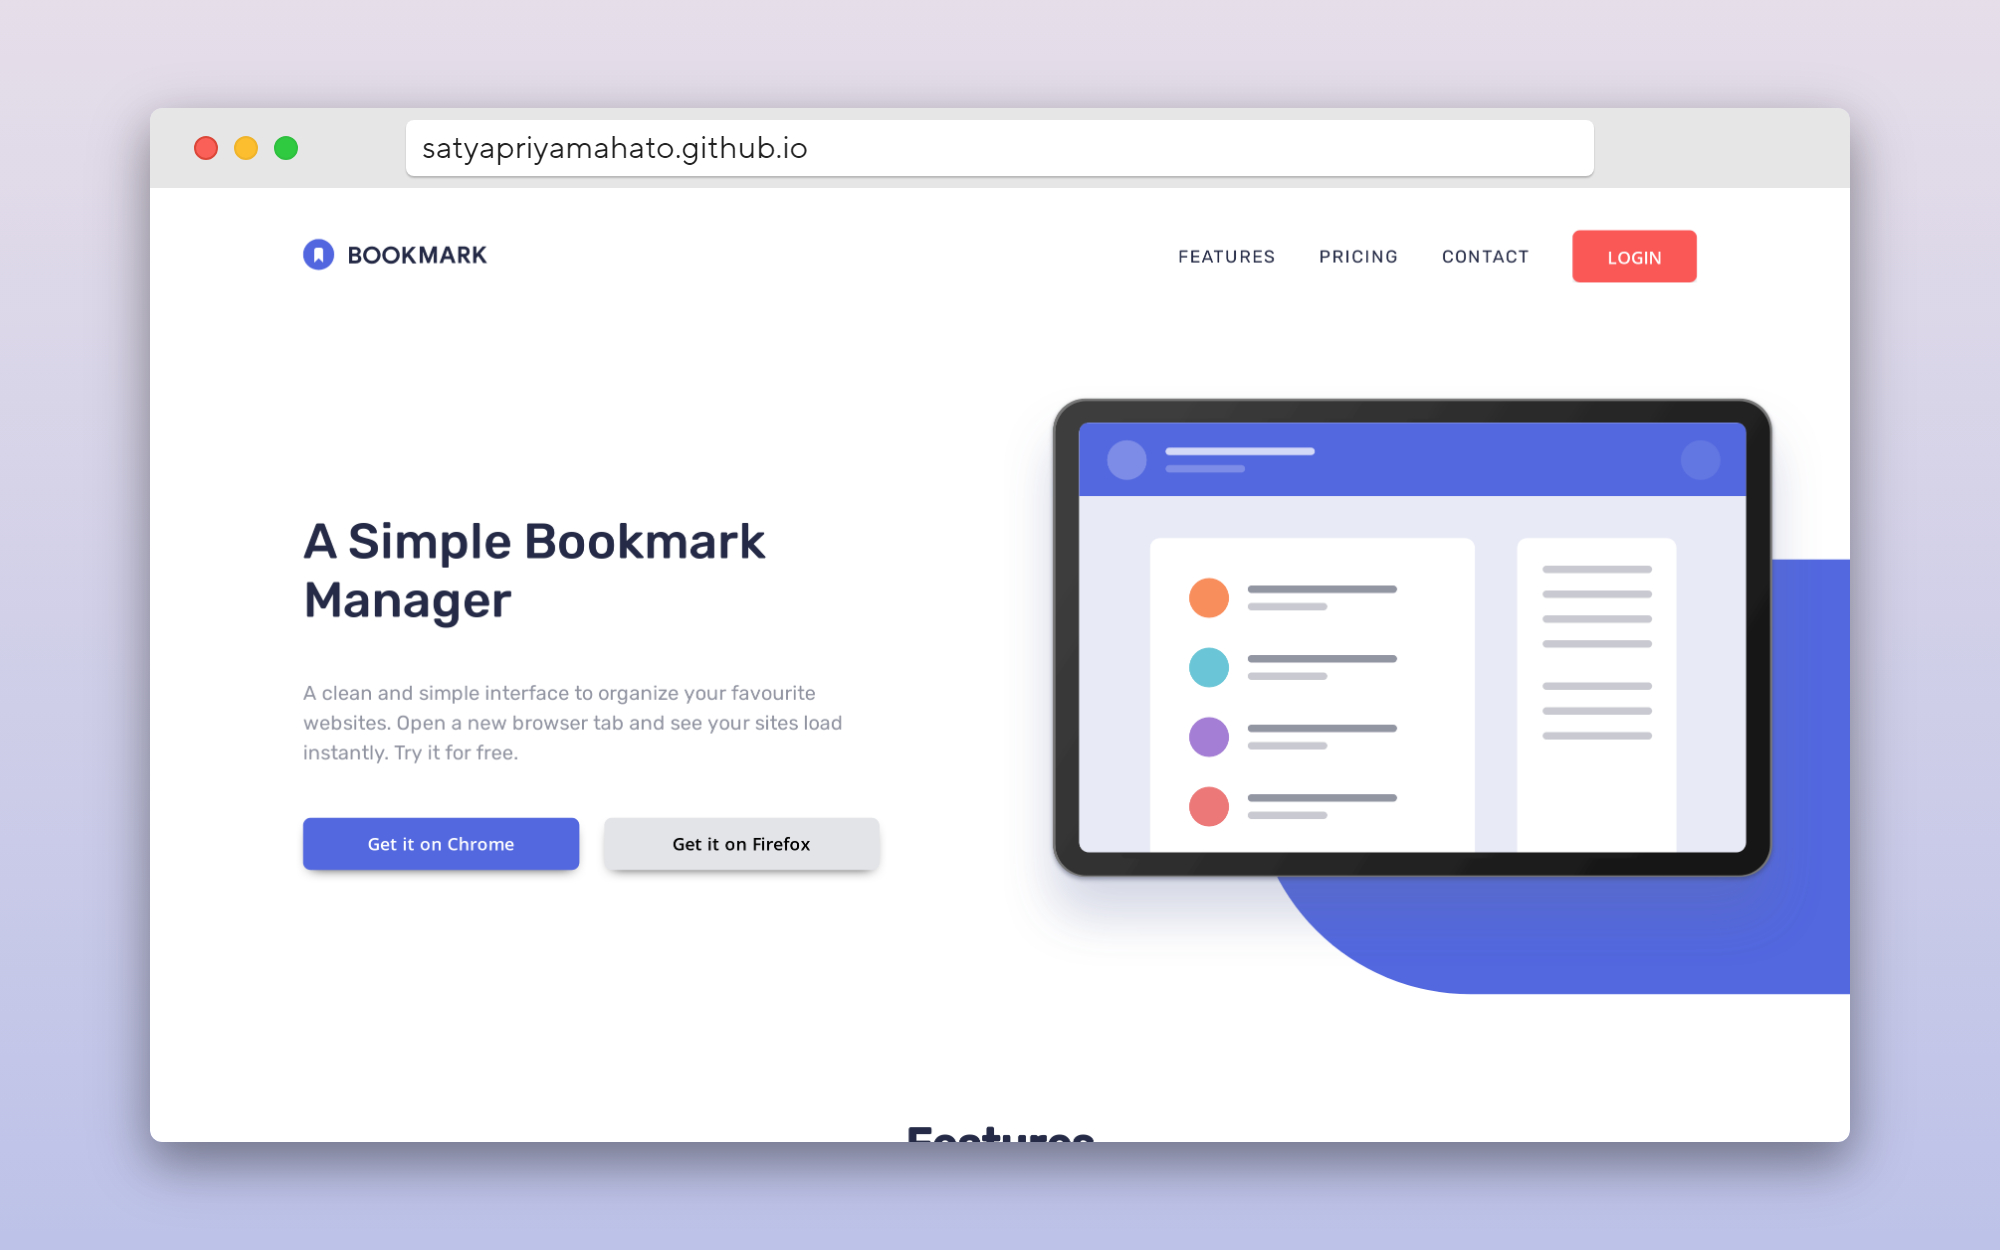 satyapriyamahato.github.io
BOOKMARK
FEATURES
PRICING
CONTACT
LOGIN
A Simple Bookmark
Manager
A clean and simple interface to organize your favourite
websites. Open a new browser tab and see your sites load
instantly. Try it for free.
Get it on Chrome
Get it on Firefox
Features